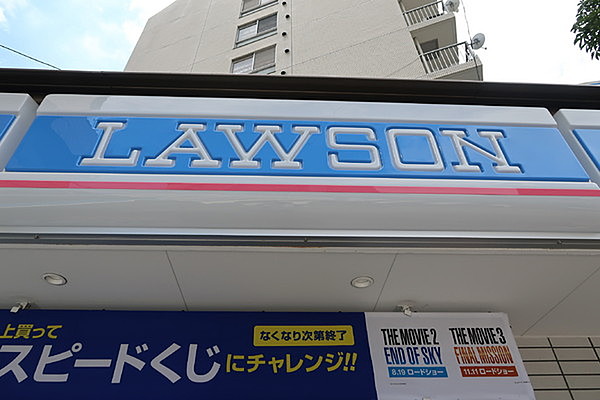 LAWSON
上買って
スピードくじにチャレンジ!!
なくなり次第終了
THE MOVIE 2
END OF SKY
8.19 ロードショー
THE MOVIE 3
FINAL MISSION
11.11 ロードショー